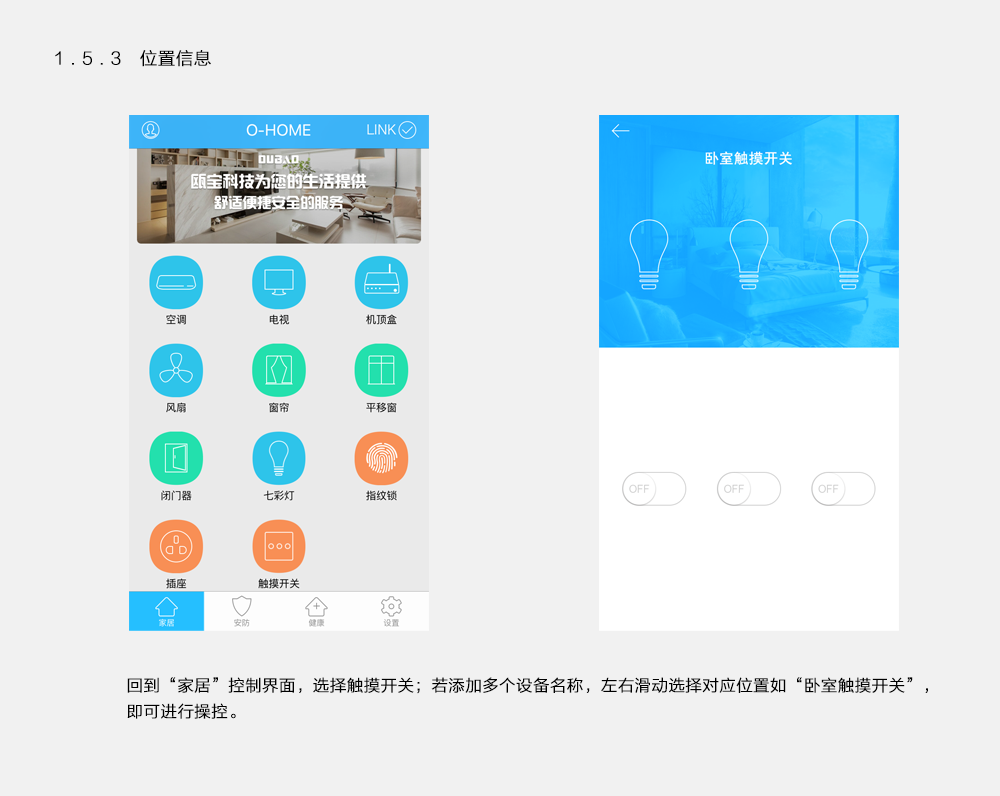 1.5.3 位置信息
O-HOME
LINK
OUBAO
瓯宝科技为您的生活提供
舒适便捷安全的服务
空调
电视
机顶盒
风扇
窗帘
平移窗
闭门器
七彩灯
指纹锁
插座
触摸开关
家居
安防
健康
设置
卧室触摸开关
OFF
OFF
OFF
回到“家居”控制界面，选择触摸开关；若添加多个设备名称，左右滑动选择对应位置如“卧室触摸开关”，
即可进行操控。